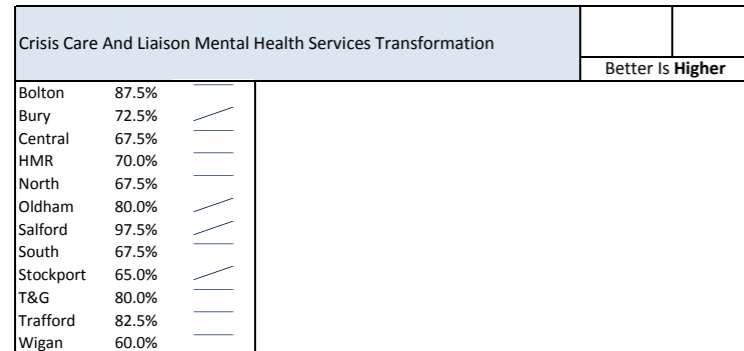 Crisis Care And Liaison Mental Health Services Transformation
Better Is Higher
Bolton 87.5%
Bury 72.5%
Central 67.5%
HMR 70.0%
North 67.5%
Oldham 80.0%
Salford 97.5%
South 67.5%
Stockport 65.0%
T&G 80.0%
Trafford 82.5%
Wigan 60.0%